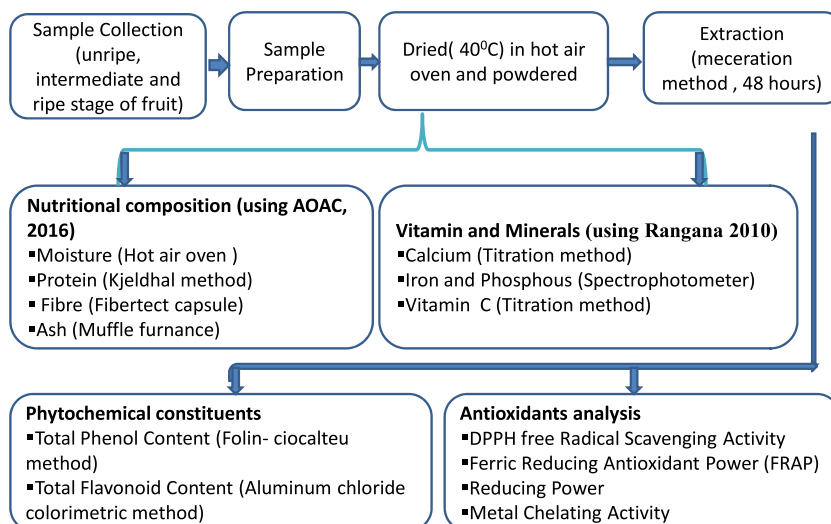 Sample Collection
(unripe,
intermediate and
ripe stage of fruit)
Sample
Preparation
Dried( 40⁰C) in hot air
oven and powdered
Extraction
(meceration
method , 48 hours)
Nutritional composition (using AOAC,
2016)
▪Moisture (Hot air oven )
▪Protein (Kjeldhal method)
▪ Fibre (Fibertect capsule)
▪Ash (Muffle furnance)
Vitamin and Minerals (using Rangana 2010)
▪Calcium (Titration method)
▪Iron and Phosphous (Spectrophotometer)
▪Vitamin  C (Titration method)
Phytochemical constituents
▪Total Phenol Content (Folin- ciocalteu
method)
▪Total Flavonoid Content (Aluminum chloride
colorimetric method)
Antioxidants analysis
▪DPPH free Radical Scavenging Activity
▪Ferric Reducing Antioxidant Power (FRAP)
▪Reducing Power
▪Metal Chelating Activity